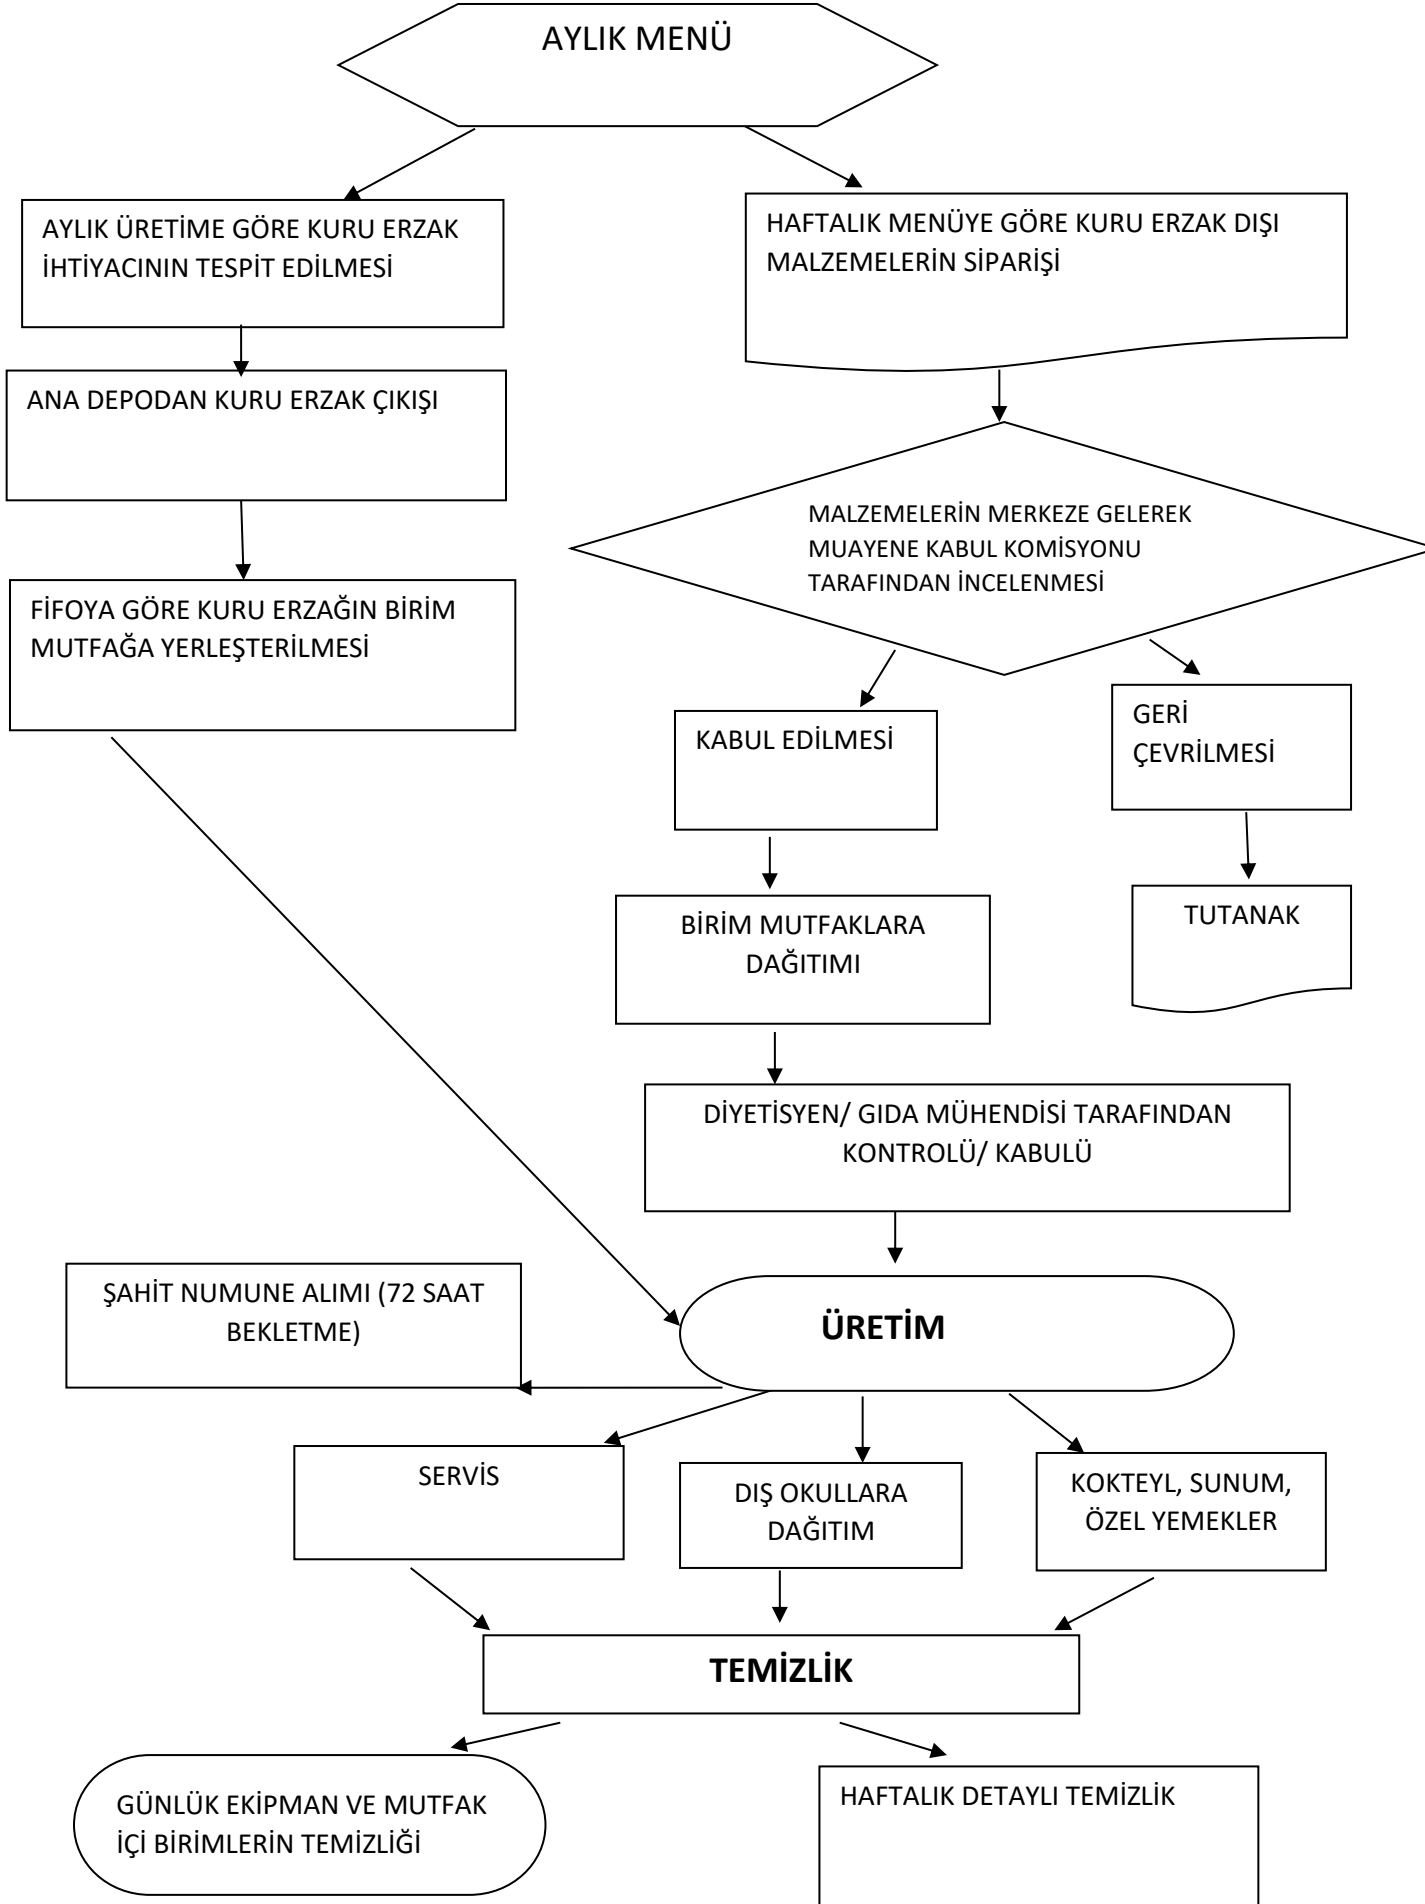 AYLIK MENÜ
AYLIK ÜRETİME GÖRE KURU ERZAK
İHTİYACININ TESPİT EDİLMESİ
HAFTALIK MENÜYE GÖRE KURU ERZAK DIŞI
MALZEMELERİN SİPARİŞİ
ANA DEPODAN KURU ERZAK ÇIKIŞI
MALZEMELERİN MERKEZE GELEREK
MUAYENE KABUL KOMİSYONU
TARAFINDAN İNCELENMESİ
FİFOYA GÖRE KURU ERZAĞIN BİRİM
MUTFAĞA YERLEŞTERİLMESİ
KABUL EDİLMESİ
GERİ
ÇEVRİLMESİ
BİRİM MUTFAKLARA
DAĞITIMI
TUTANAK
DİYETİSYEN/ GIDA MÜHENDİSİ TARAFINDAN
KONTROLÜ/ KABULÜ
ŞAHİT NUMUNE ALIMI (72 SAAT
BEKLETME)
ÜRETİM
SERVİS
DIŞ OKULLARA
DAĞITIM
KOKTEYL, SUNUM,
ÖZEL YEMEKLER
TEMİZLİK
GÜNLÜK EKİPMAN VE MUTFAK
İÇİ BİRİMLERİN TEMİZLİĞİ
HAFTALIK DETAYLI TEMİZLİK